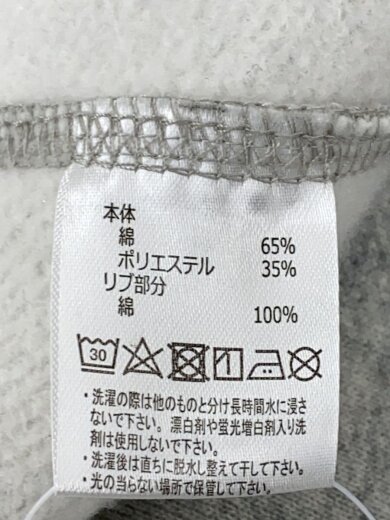 本体
綿 65%
ポリエステル 35%
リブ部分
綿 100%
30
・洗濯の際は他のものと分け長時間水に浸さ
ないで下さい。漂白剤や蛍光増白剤入り洗
剤は使用しないで下さい。
・洗濯後は直ちに脱水し整えて干して下さい。
・光の当らない場所で保管して下さい。